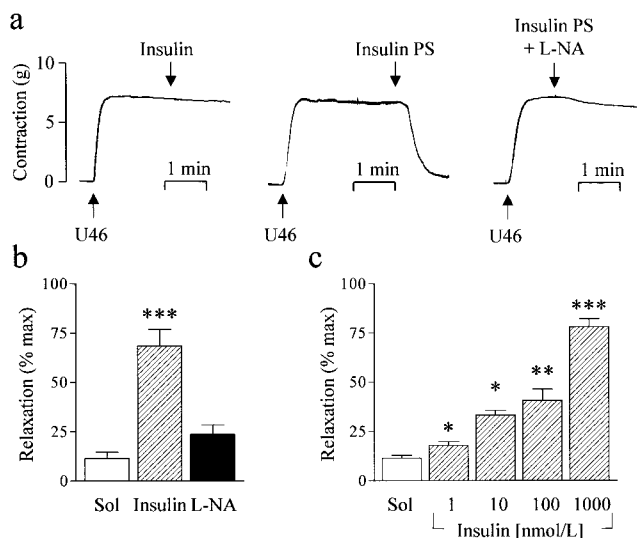 a
Insulin
Insulin PS
Insulin PS
+ L-NA
Contraction (g)
10
5
0
1 min
1 min
1 min
U46
U46
U46
b
Relaxation (% max)
100
75
50
25
0
***
Sol Insulin L-NA
c
Relaxation (% max)
100
75
50
25
0
*
*
**
***
Sol 1 10 100 1000
Insulin [nmol/L]